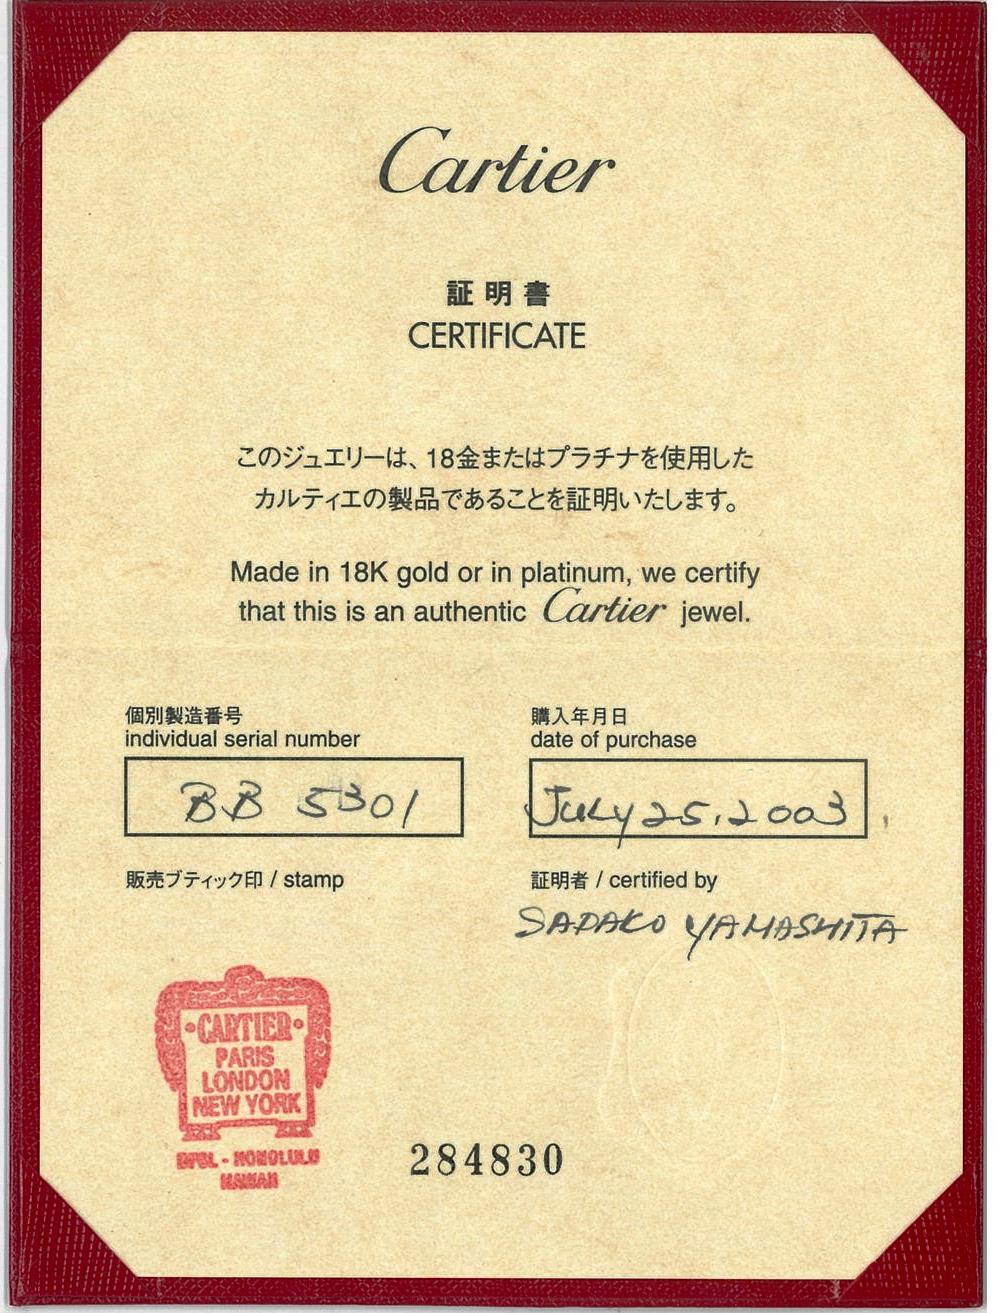 Cartier
証明書
CERTIFICATE
このジュエリーは、18金またはプラチナを使用した
カルティエの製品であることを証明いたします。
Made in 18K gold or in platinum, we certify
that this is an authentic Cartier jewel.
個別製造番号
individual serial number
BB 5301
購入年月日
date of purchase
July 25, 2003
販売ブティック印 / stamp
証明者 / certified by
SADAKO YAMASHITA
·CARTIER·
PARIS
LONDON
NEW YORK
- HONOLULU
HAWAII
284830